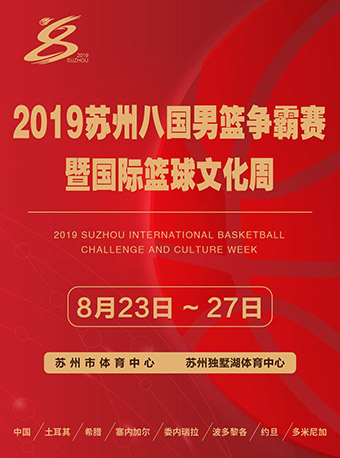 2019
SUZHOU
2019苏州八国男篮争霸赛
暨国际篮球文化周
2019 SUZHOU INTERNATIONAL BASKETBALL
CHALLENGE AND CULTURE WEEK
8月23日 ~ 27日
苏州市体育中心 苏州独墅湖体育中心
中国 / 土耳其 / 希腊 / 塞内加尔 / 委内瑞拉 / 波多黎各 / 约旦 / 多米尼加